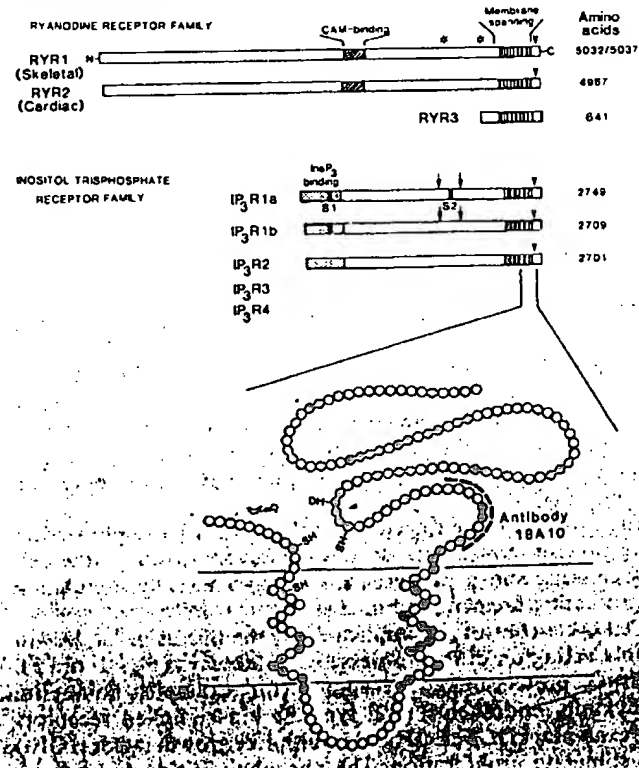 RYANODINE RECEPTOR FAMILY
CAM-binding
*
*
Membrane
spanning
Amino
acids
RYR1
(Skeletal)
N
C
5032/5037
RYR2
(Cardiac)
4967
RYR3
641
INOSITOL TRISPHOSPHATE
RECEPTOR FAMILY
InsP3
binding
IP3R1a
S1
S2
2749
IP3R1b
2709
IP3R2
2701
IP3R3
IP3R4
OH
SH
SH
SH
Antibody
18A10